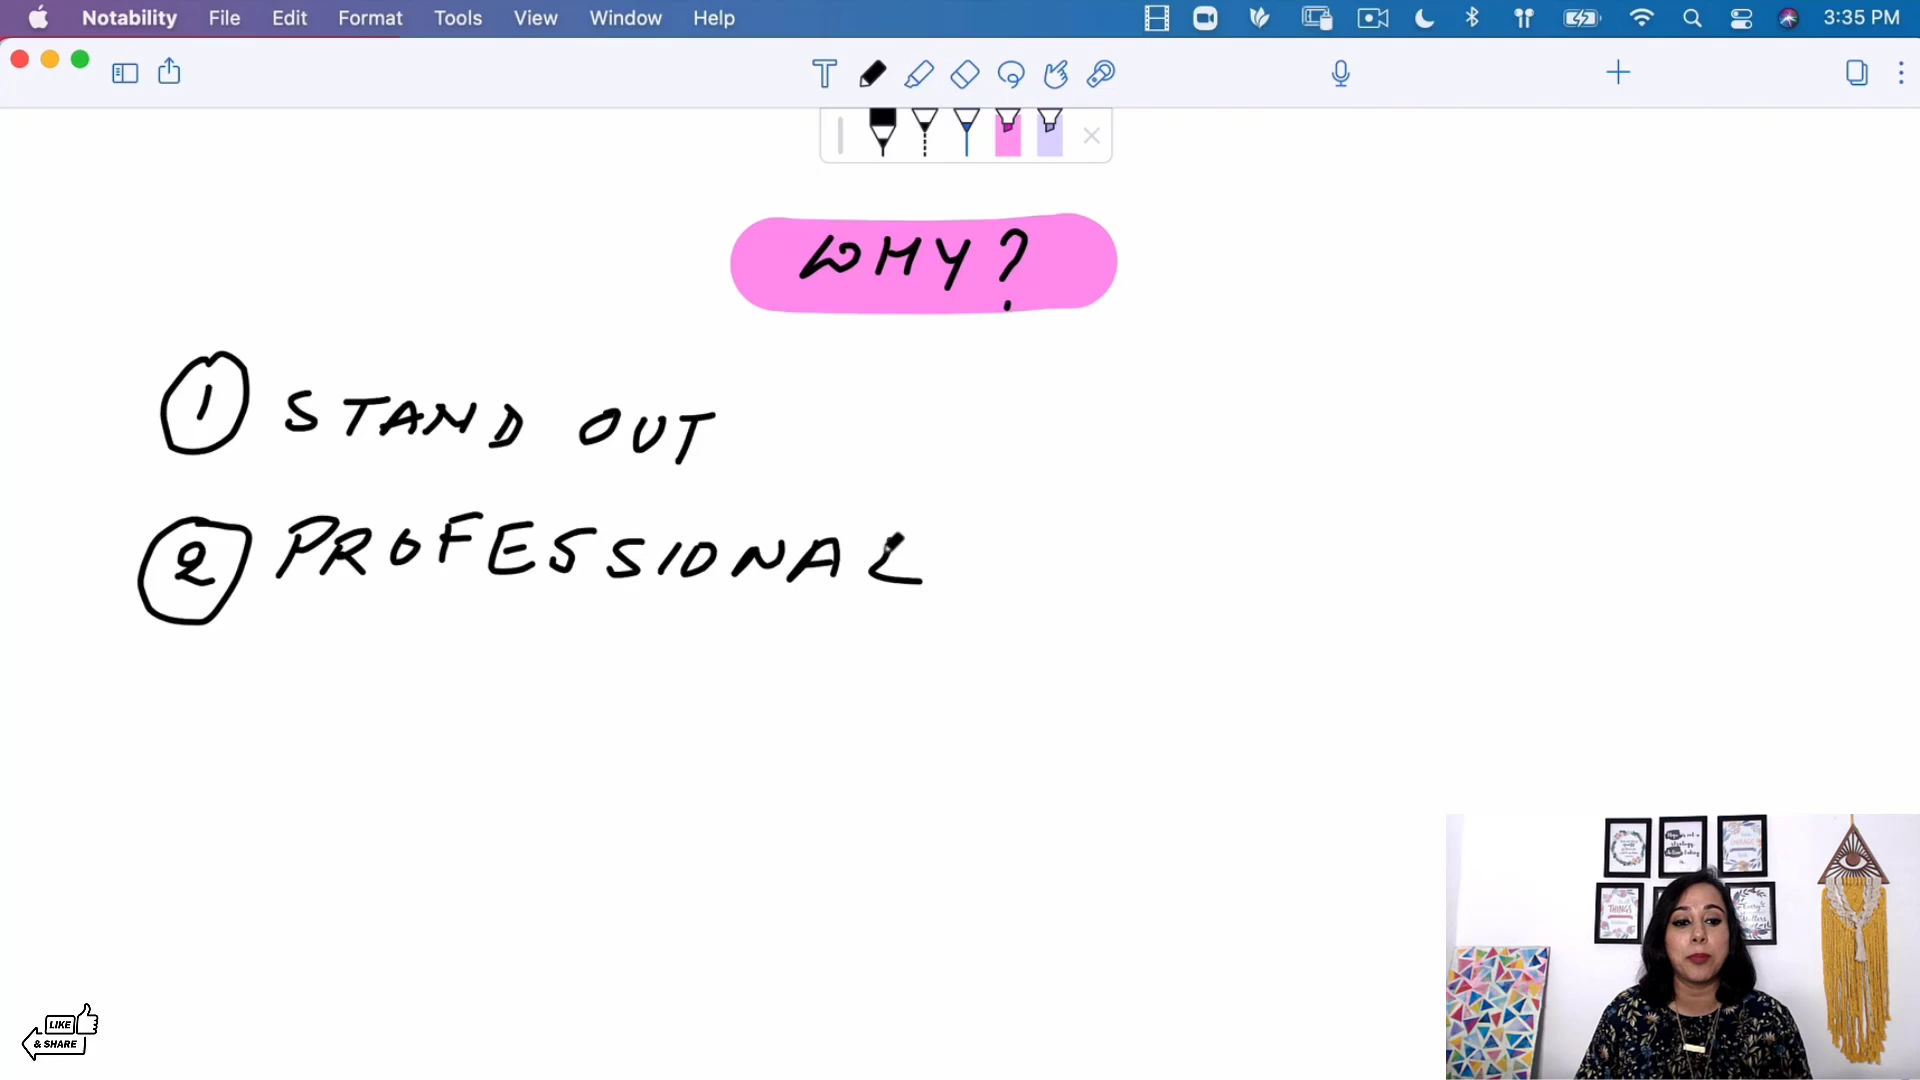 Notability File Edit Format Tools View Window Help 3:35 PM
WHY?
1 STAND OUT
2 PROFESSIONAL
LIKE
& SHARE
THINGS